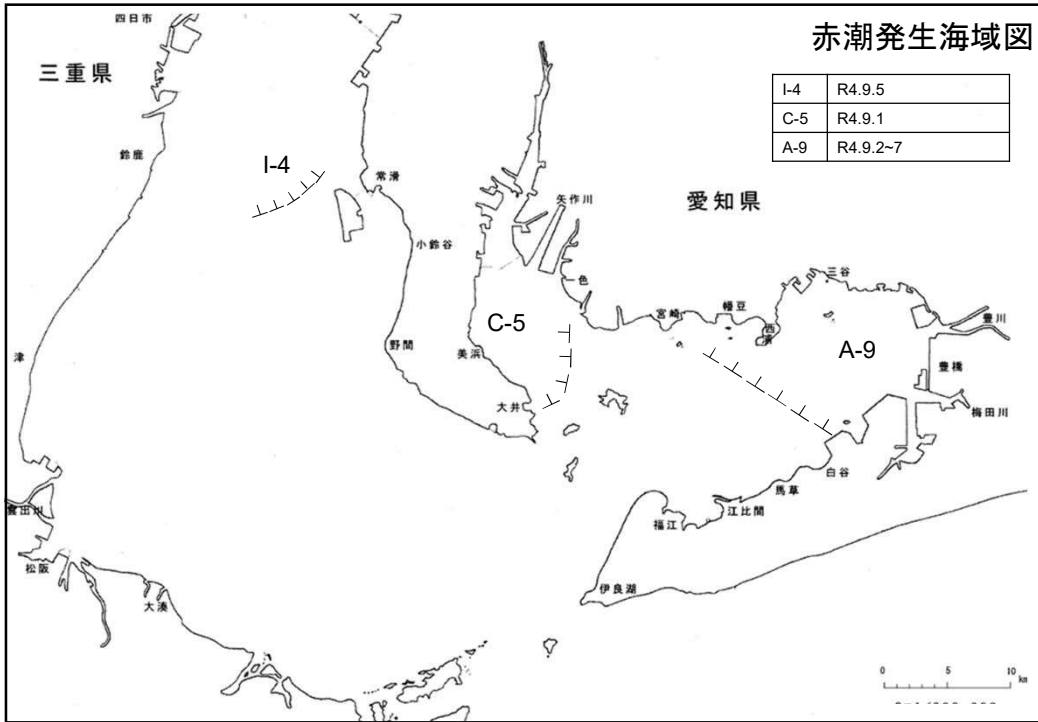 赤潮発生海域図
I-4 R4.9.5
C-5 R4.9.1
A-9 R4.9.2~7
四日市
三重県
鈴鹿
I-4
常滑
矢作川
愛知県
小鈴谷
一色
三谷
宮崎
幡豆
西浦
豊川
C-5
津
野間
美浜
A-9
豊橋
大井
梅田川
白谷
馬草
雲出川
福江
江比間
松阪
伊良湖
大湊
0 5 10
km